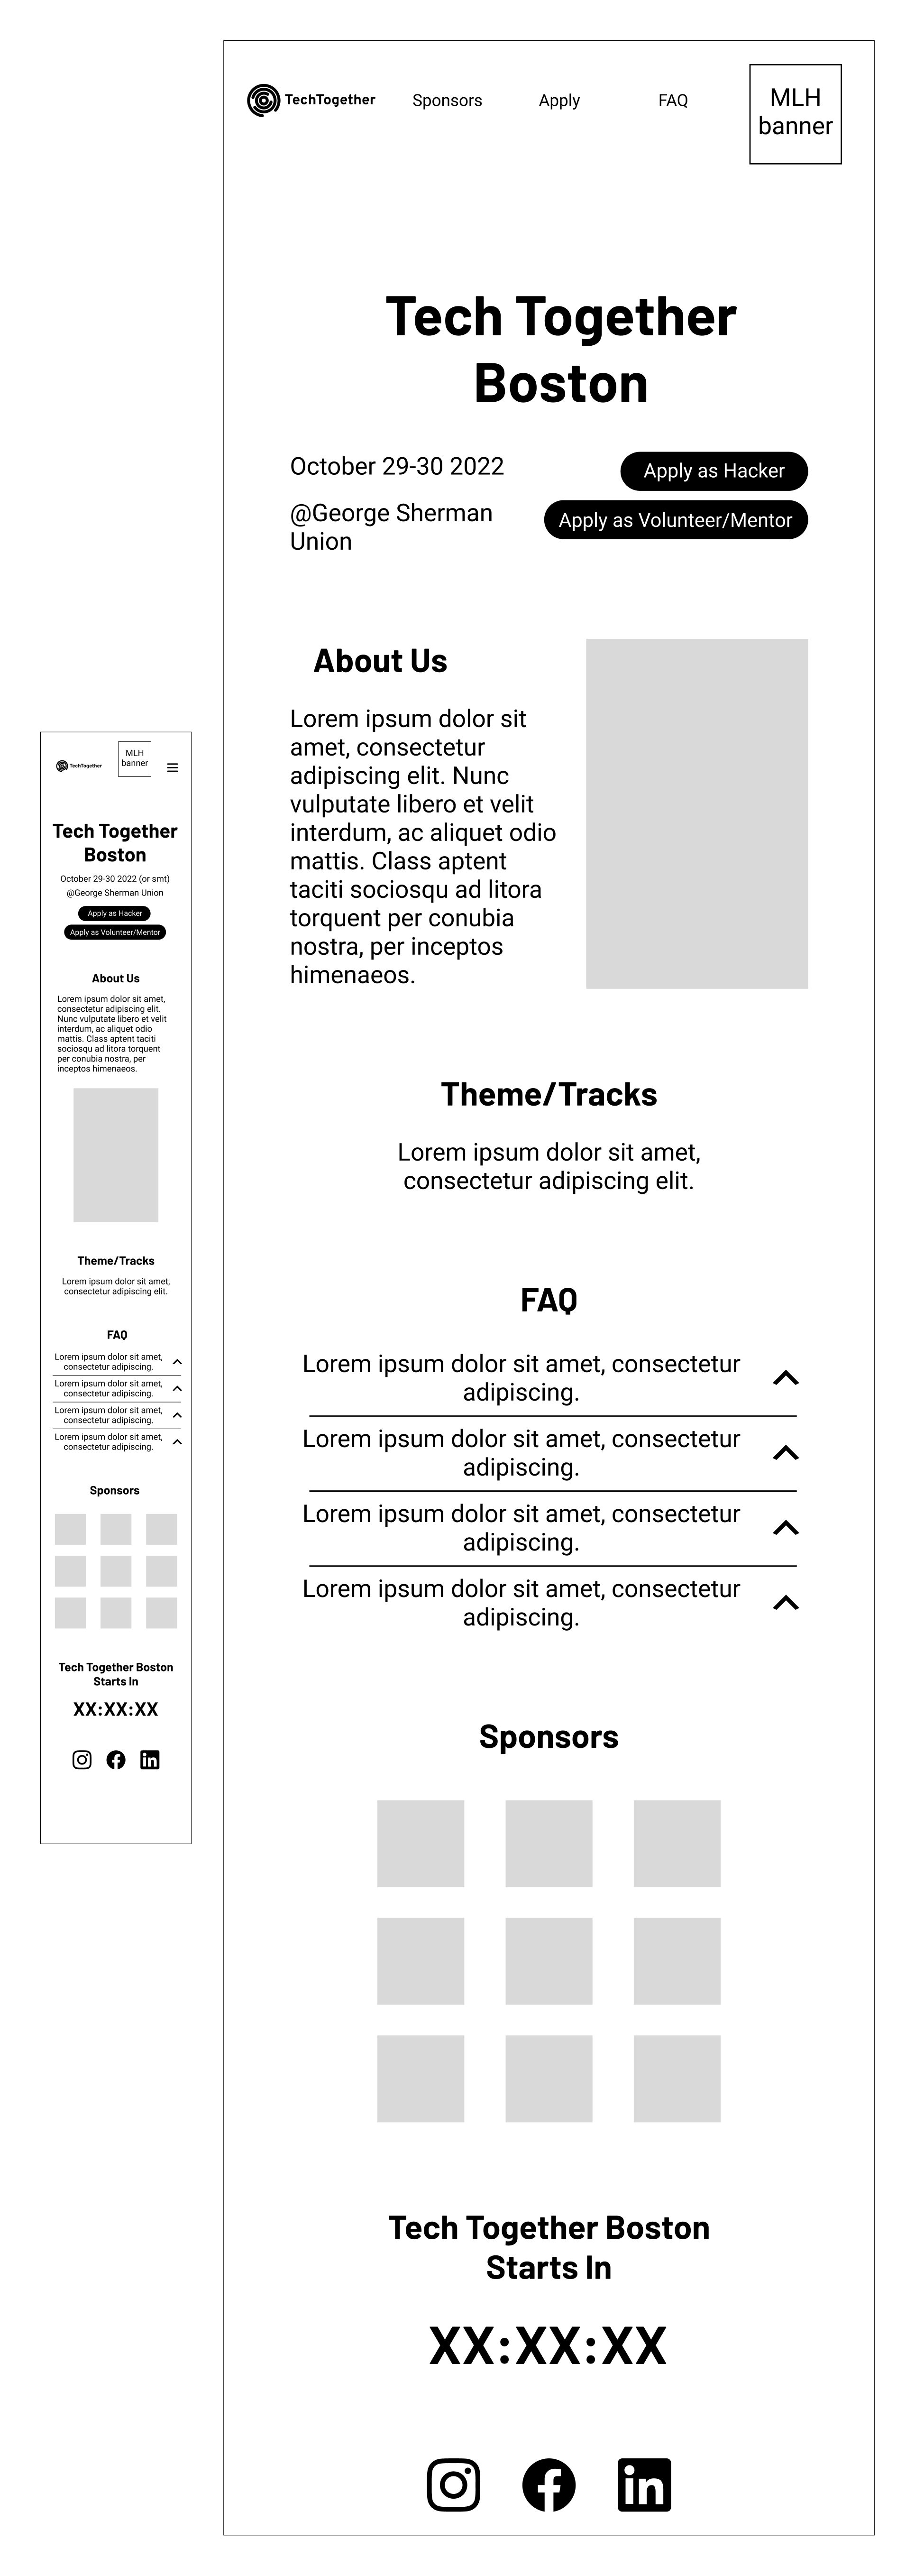 TechTogether
MLH
banner
Tech Together
Boston
October 29-30 2022 (or smt)
@George Sherman Union
Apply as Hacker
Apply as Volunteer/Mentor
About Us
Lorem ipsum dolor sit amet,
consectetur adipiscing elit.
Nunc vulputate libero et velit
interdum, ac aliquet odio
mattis. Class aptent taciti
sociosqu ad litora torquent
per conubia nostra, per
inceptos himenaeos.
Theme/Tracks
Lorem ipsum dolor sit amet,
consectetur adipiscing elit.
FAQ
Lorem ipsum dolor sit amet,
consectetur adipiscing.
Lorem ipsum dolor sit amet,
consectetur adipiscing.
Lorem ipsum dolor sit amet,
consectetur adipiscing.
Lorem ipsum dolor sit amet,
consectetur adipiscing.
Sponsors
Tech Together Boston
Starts In
XX:XX:XX
TechTogether
Sponsors
Apply
FAQ
MLH
banner
Tech Together
Boston
October 29-30 2022
@George Sherman
Union
Apply as Hacker
Apply as Volunteer/Mentor
About Us
Lorem ipsum dolor sit
amet, consectetur
adipiscing elit. Nunc
vulputate libero et velit
interdum, ac aliquet odio
mattis. Class aptent
taciti sociosqu ad litora
torquent per conubia
nostra, per inceptos
himenaeos.
Theme/Tracks
Lorem ipsum dolor sit amet,
consectetur adipiscing elit.
FAQ
Lorem ipsum dolor sit amet, consectetur
adipiscing.
Lorem ipsum dolor sit amet, consectetur
adipiscing.
Lorem ipsum dolor sit amet, consectetur
adipiscing.
Lorem ipsum dolor sit amet, consectetur
adipiscing.
Sponsors
Tech Together Boston
Starts In
XX:XX:XX